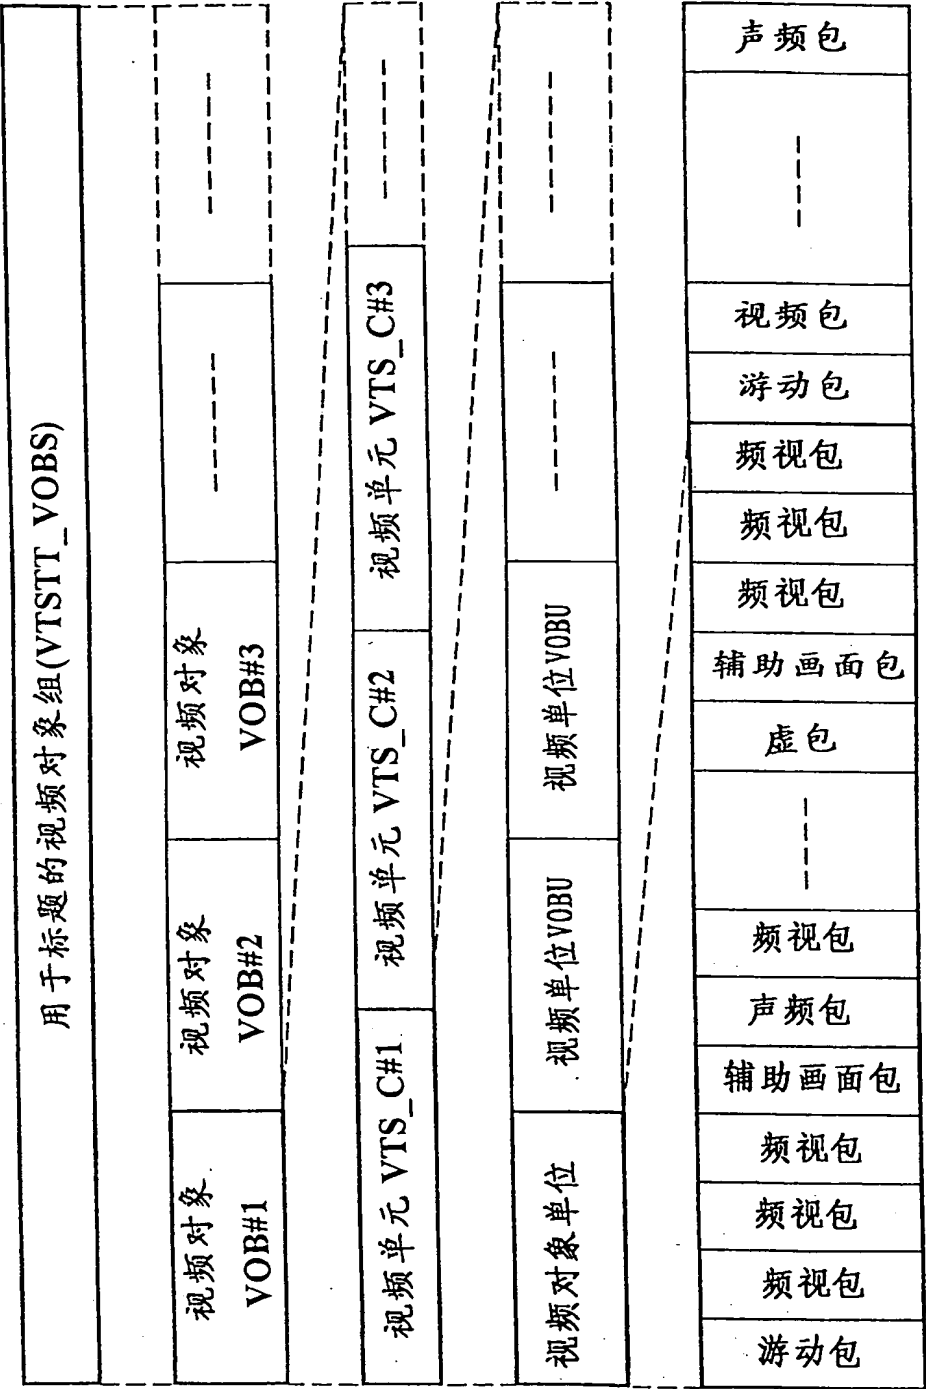 用于标题的视频对象组(VTSTT_VOBS)
视频对象
VOB#1
视频对象
VOB#2
视频对象
VOB#3
视频单元 VTS_C#1
视频单元 VTS_C#2
视频单元 VTS_C#3
视频对象单位
视频单位VOBU
视频单位VOBU
声频包
视频包
游动包
频视包
频视包
频视包
辅助画面包
虚包
频视包
声频包
辅助画面包
频视包
频视包
频视包
游动包